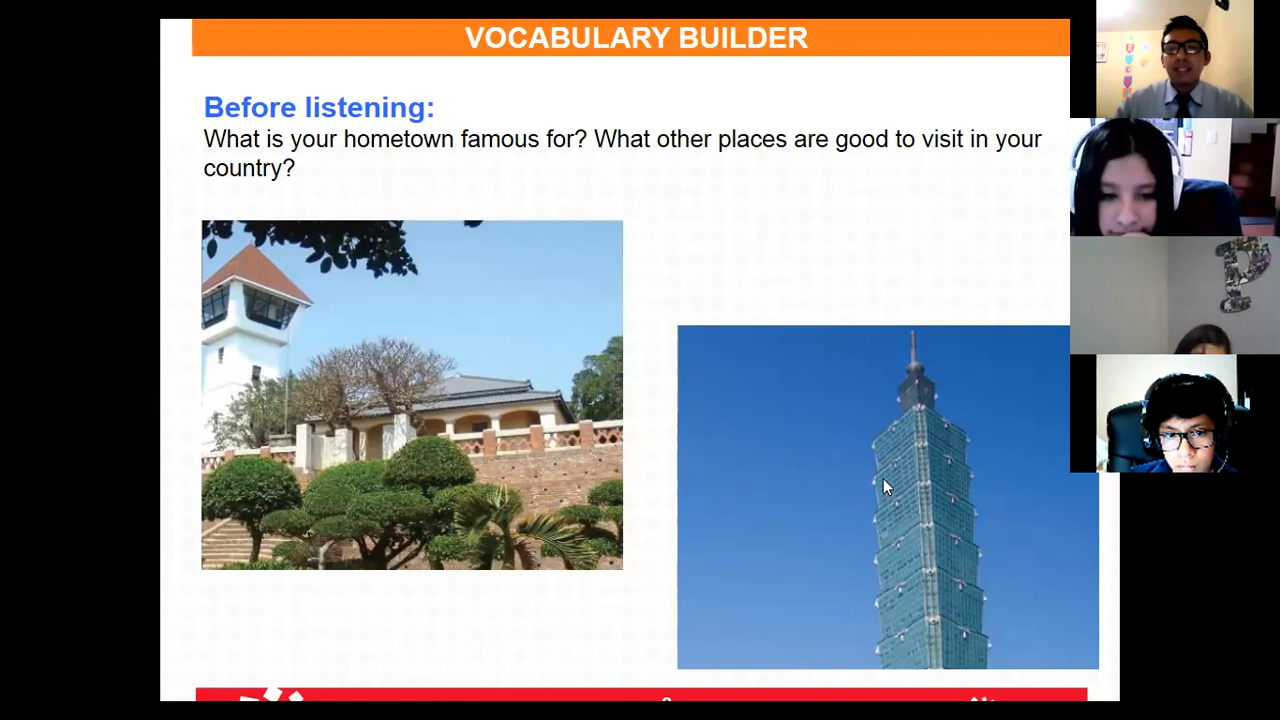 VOCABULARY BUILDER
Before listening:
What is your hometown famous for? What other places are good to visit in your
country?
P